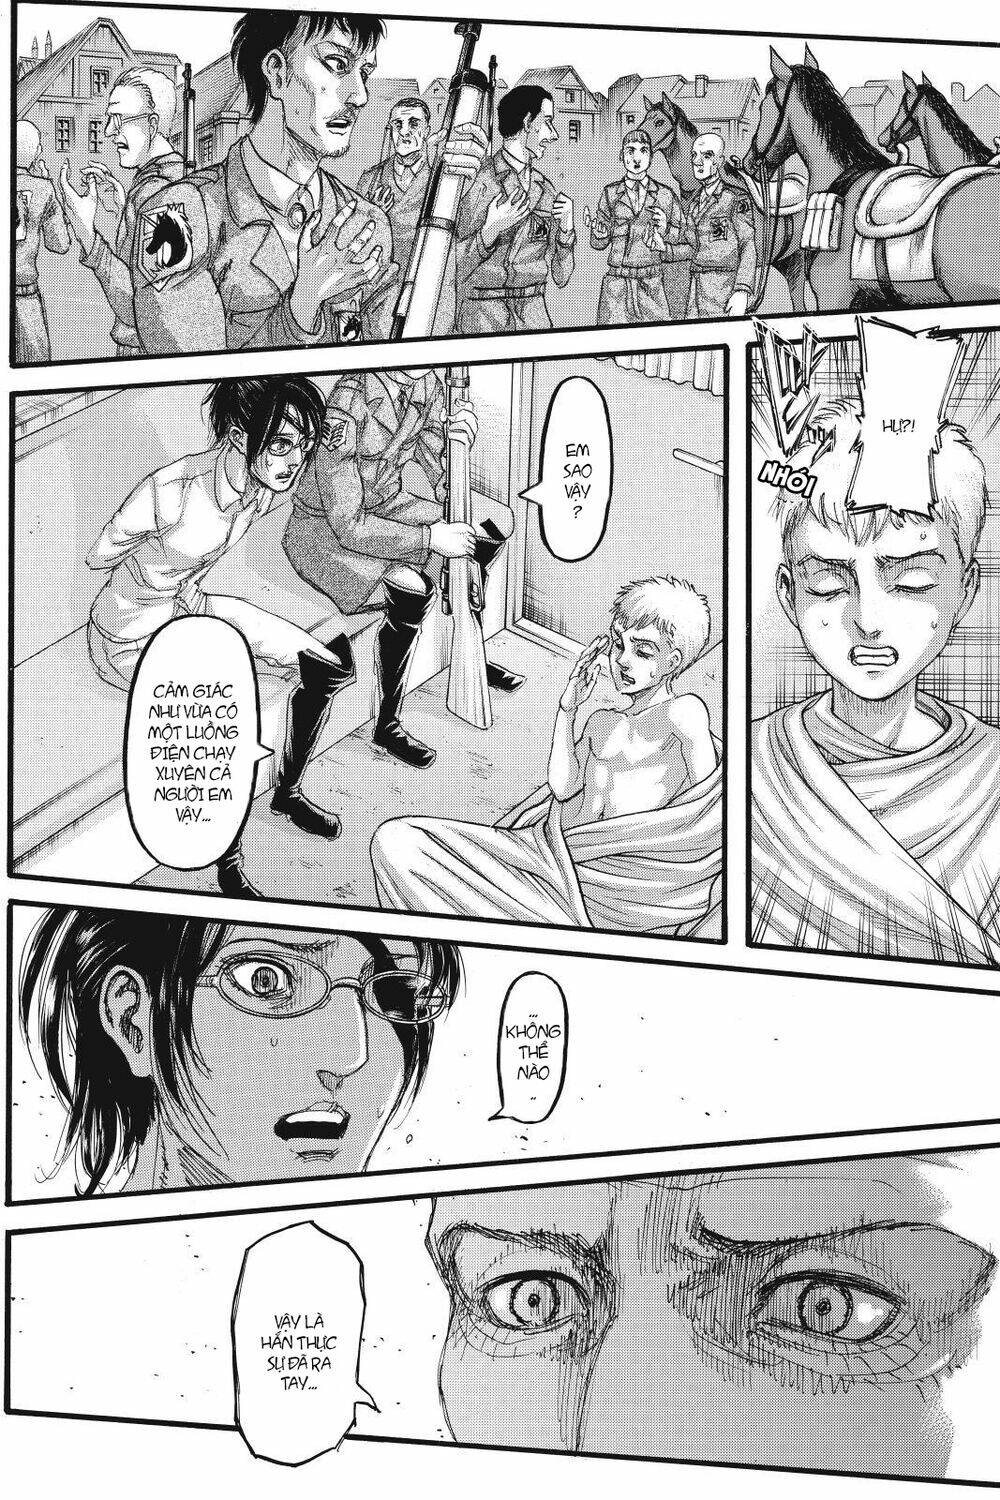 HỰ?!
NHÓI
EM
SAO
VẬY
?
CẢM GIÁC
NHƯ VỪA CÓ
MỘT LUỒNG
ĐIỆN CHẠY
XUYÊN CẢ
NGƯỜI EM
VẬY...
...
KHÔNG
THỂ
NÀO
..
VẬY LÀ
HẮN THỰC
SỰ ĐÃ RA
TAY...